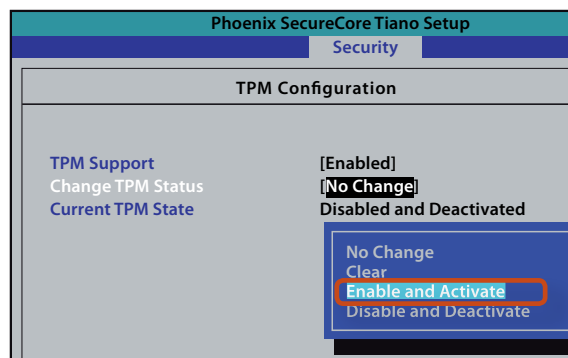 Phoenix SecureCore Tiano Setup
Security
TPM Configuration
TPM Support [Enabled]
Change TPM Status [No Change]
Current TPM State Disabled and Deactivated
No Change
Clear
Enable and Activate
Disable and Deactivate